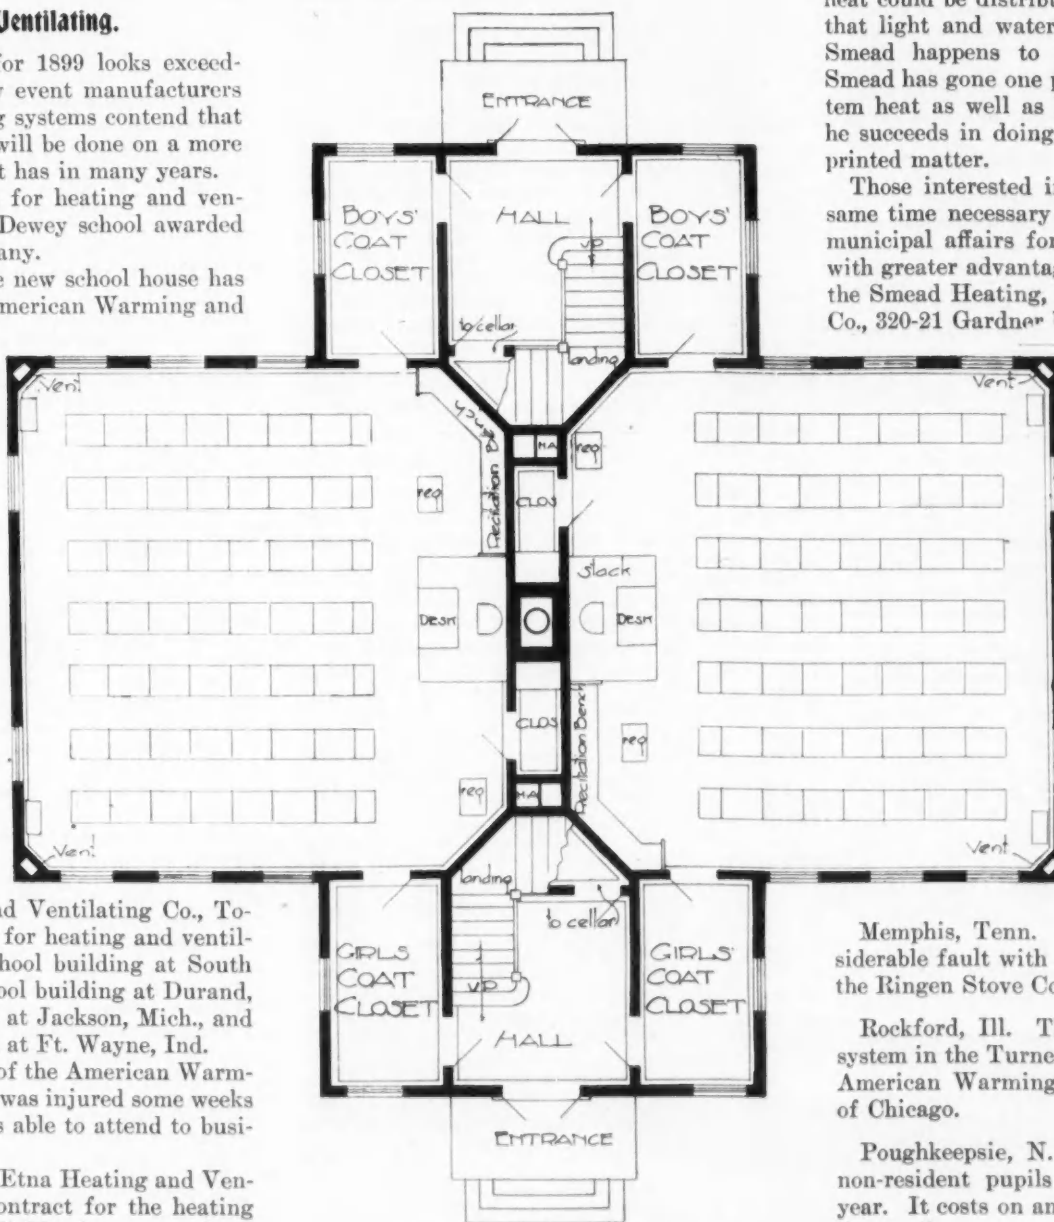 Ventilating.
for 1899 looks exceed-
event manufacturers
g systems contend that
will be done on a more
t has in many years.
for heating and ven-
Dewey school awarded
any.
e new school house has
merican Warming and
heat could be distribut
that light and water
Smead happens to
Smead has gone one p
tem heat as well as
he succeeds in doing
printed matter.
Those interested i
same time necessary
municipal affairs for
with greater advantag
the Smead Heating,
Co., 320-21 Gardner
ENTRANCE
BOYS'
COAT
CLOSET
HALL
UP
BOYS'
COAT
CLOSET
to cellar
landing
Vent
Vent
Recitation Bench
H.A.
reg
reg
CLOS
Stack
DESK
DESK
CLOS
Recitation Bench
reg
reg
H.A.
Vent
Vent
landing
to cellar
GIRLS
COAT
CLOSET
UP
HALL
GIRLS'
COAT
CLOSET
ENTRANCE
d Ventilating Co., To-
for heating and ventil-
hool building at South
ool building at Durand,
at Jackson, Mich., and
at Ft. Wayne, Ind.
of the American Warm-
was injured some weeks
s able to attend to busi-
Etna Heating and Ven-
ontract for the heating
Memphis, Tenn.
siderable fault with
the Ringen Stove Co
Rockford, Ill. T
system in the Turne
American Warming
of Chicago.
Poughkeepsie, N.
non-resident pupils
year. It costs on an